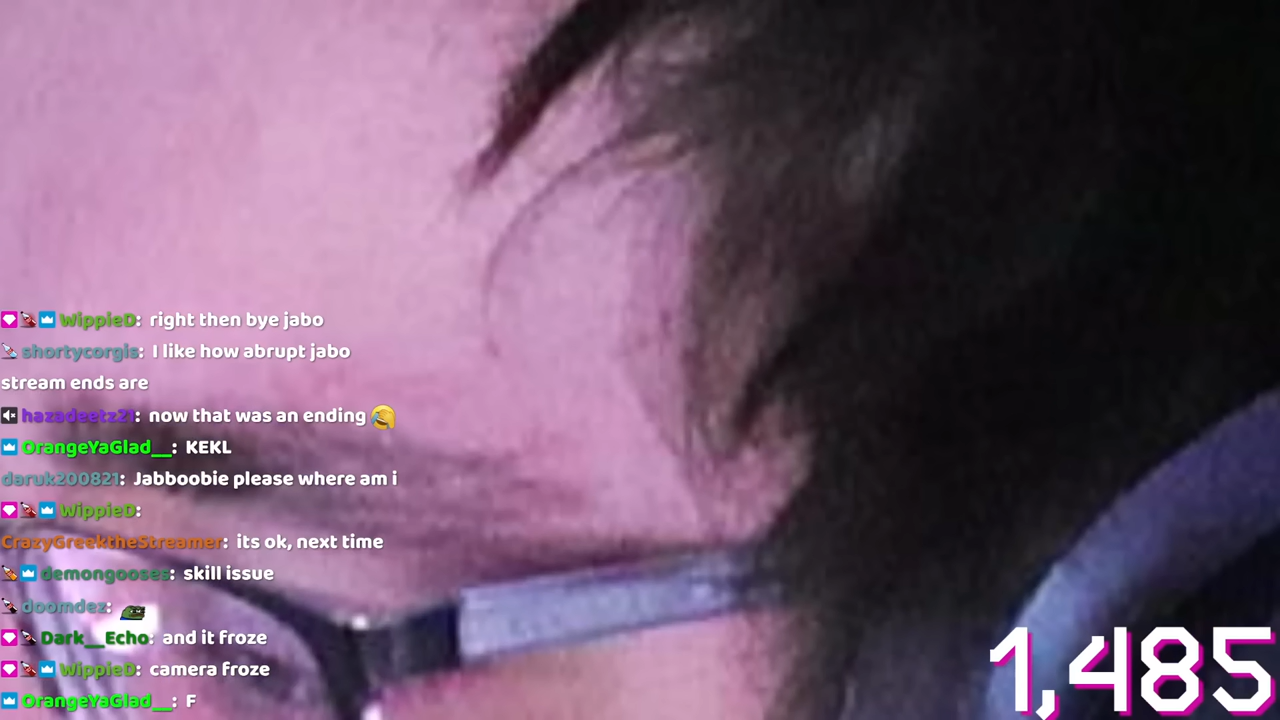 WippieD: right then bye jabo
shortycorgis: I like how abrupt jabo
stream ends are
hazadeetz21: now that was an ending
OrangeYaGlad__: KEKL
daruk200821: Jabboobie please where am i
WippieD:
CrazyGreektheStreamer: its ok, next time
demongooses: skill issue
doomdez:
Dark__Echo: and it froze
WippieD: camera froze
OrangeYaGlad__: F
1,485